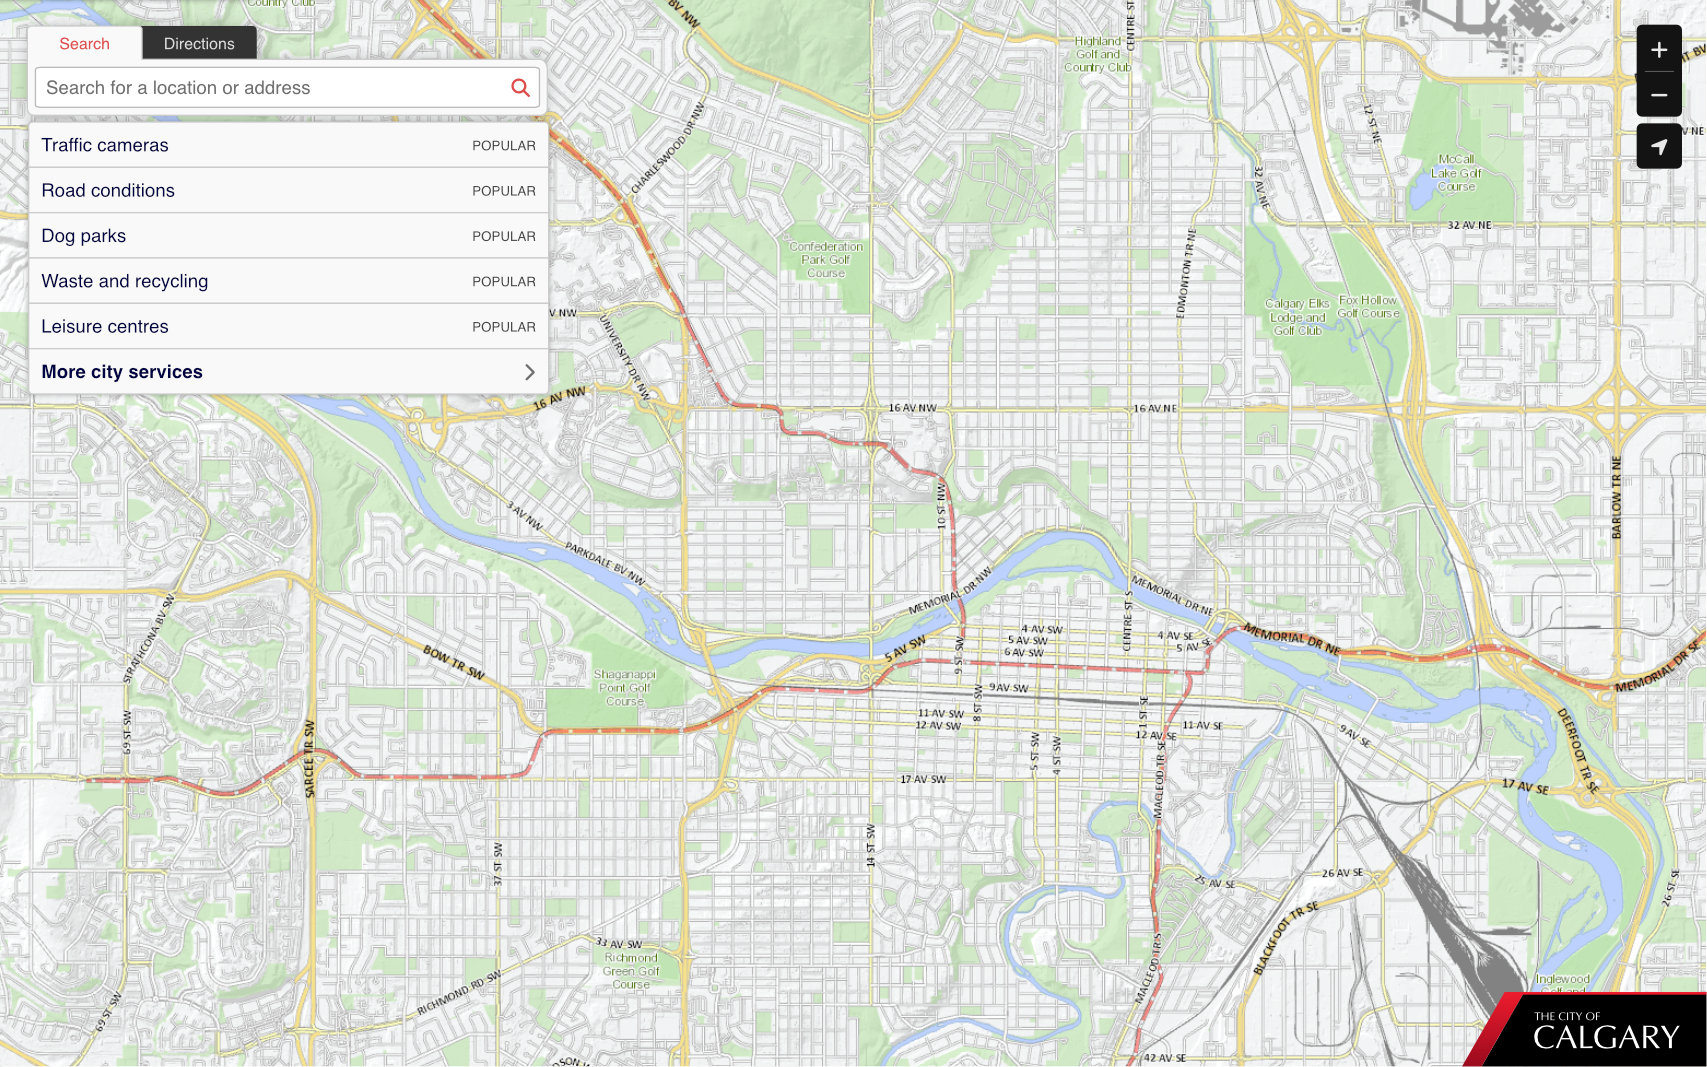 Country Club
BV NW
CENTRE ST
Highland
Golf and
Country Club
Search
Directions
Search for a location or address
+
−
Traffic cameras
POPULAR
Road conditions
POPULAR
Dog parks
POPULAR
Waste and recycling
POPULAR
Leisure centres
POPULAR
More city services
CHARLESWOOD DR NW
12 ST NE
McCall
Lake Golf
Course
32 AV NE
32 AV NE
EDMONTON TR NE
Confederation
Park Golf
Course
Calgary Elks
Lodge and
Golf Club
Fox Hollow
Golf Course
V NW
UNIVERSITY DR NW
16 AV NW
16 AV NW
16 AV NE
BARLOW TR NE
10 ST NW
3 AV NW
PARKDALE BV NW
MEMORIAL DR NW
MEMORIAL DR NE
CENTRE ST S
STRATHCONA BV SW
BOW TR SW
Shaganappi
Point Golf
Course
5 AV SW
9 ST SW
4 AV SW
5 AV SW
6 AV SW
4 AV SE
5 AV SE
MEMORIAL DR NE
MEMORIAL DR SE
69 ST SW
SARCEE TR SW
8 ST SW
9 AV SW
11 AV SW
12 AV SW
1 ST SE
11 AV SE
12 AV SE
9 AV SE
DEERFOOT TR SE
5 ST SW
4 ST SW
MACLEOD TR SE
17 AV SW
17 AV SE
14 ST SW
37 ST SW
25 AV SE
26 AV SE
26 ST SE
BLACKFOOT TR SE
33 AV SW
Richmond
Green Golf
Course
RICHMOND RD SW
69 ST SW
MACLEOD TR S
Inglewood
Golf and
42 AV SE
THE CITY OF
CALGARY